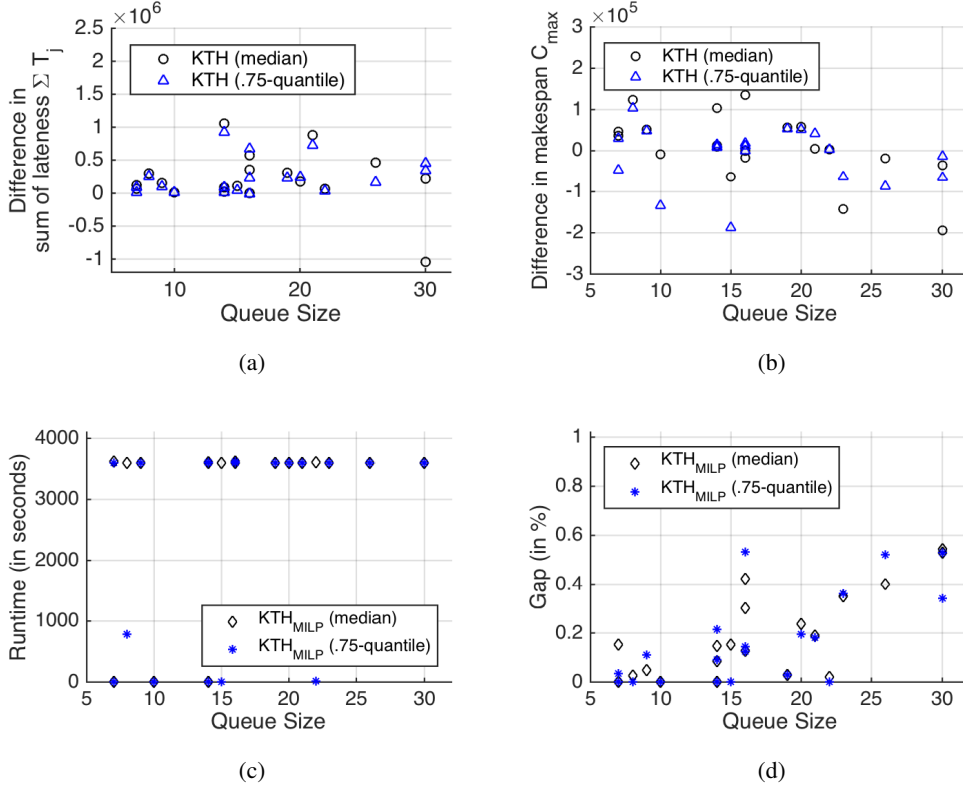 ×10^6
2.5
2
1.5
1
0.5
0
-0.5
-1
Difference in
sum of lateness Σ T_j
KTH (median)
KTH (.75-quantile)
10 20 30
Queue Size
(a)
×10^5
3
2
1
0
-1
-2
-3
Difference in makespan C_max
KTH (median)
KTH (.75-quantile)
5 10 15 20 25 30
Queue Size
(b)
4000
3000
2000
1000
0
Runtime (in seconds)
KTH_MILP (median)
KTH_MILP (.75-quantile)
5 10 15 20 25 30
Queue Size
(c)
1
0.8
0.6
0.4
0.2
0
Gap (in %)
KTH_MILP (median)
KTH_MILP (.75-quantile)
5 10 15 20 25 30
Queue Size
(d)